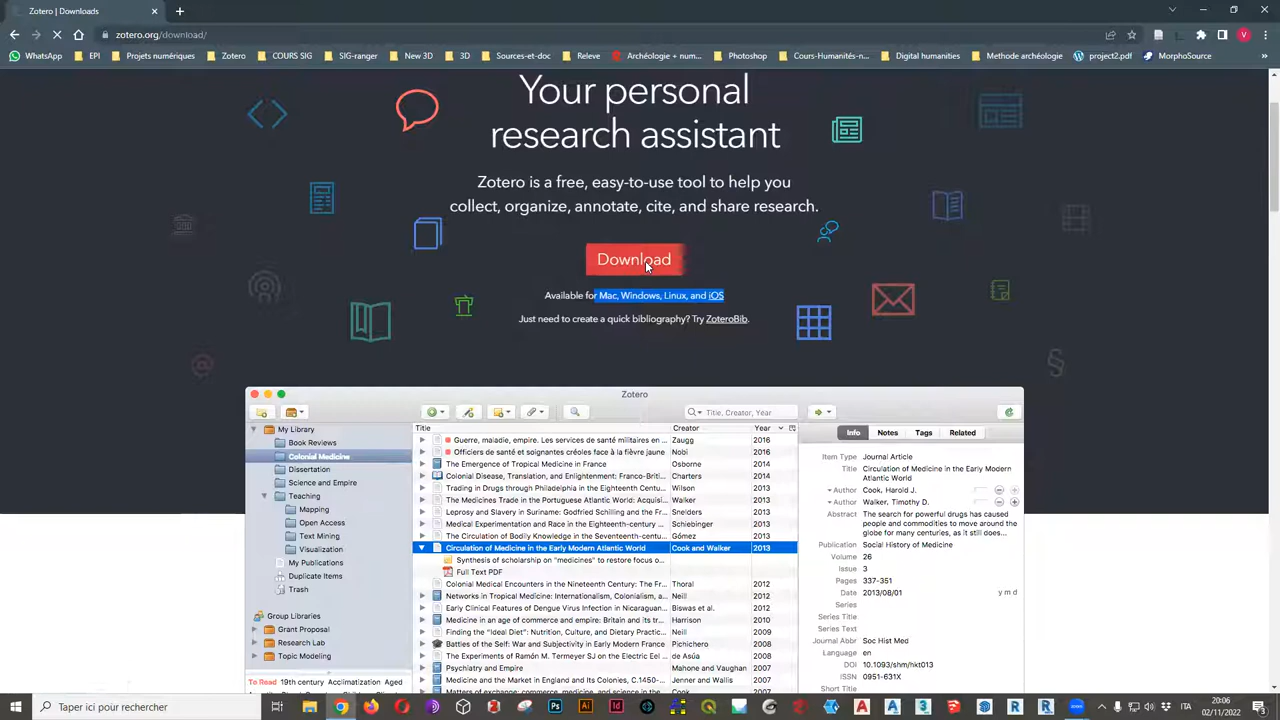 Zotero | Downloads
zotero.org/download/
WhatsApp EPI Projets numériques Zotero COURS SIG SIG-ranger New 3D 3D Sources-et-doc Releve Archéologie + num... Photoshop Cours-Humanités-n... Digital humanities Methode archéologie project2.pdf MorphoSource
Your personal
research assistant
Zotero is a free, easy-to-use tool to help you
collect, organize, annotate, cite, and share research.
Download
Available for Mac, Windows, Linux, and iOS
Just need to create a quick bibliography? Try ZoteroBib.
Zotero
Title, Creator, Year
My Library
Book Reviews
Colonial Medicine
Dissertation
Science and Empire
Teaching
Mapping
Open Access
Text Mining
Visualization
My Publications
Duplicate Items
Trash
Group Libraries
Grant Proposal
Research Lab
Topic Modeling
To Read 19th century Acclimatization Aged
Title Creator Year
Guerre, maladie, empire. Les services de santé militaires en ... Zaugg 2016
Officiers de santé et soignantes créoles face à la fièvre jaune Nobi 2016
The Emergence of Tropical Medicine in France Osborne 2014
Colonial Disease, Translation, and Enlightenment: Franco-Briti... Charters 2014
Trading in Drugs through Philadelphia in the Eighteenth Centu... Wilson 2013
The Medicines Trade in the Portuguese Atlantic World: Acquisi... Walker 2013
Leprosy and Slavery in Suriname: Godfried Schilling and the Fr... Snelders 2013
Medical Experimentation and Race in the Eighteenth-century ... Schiebinger 2013
The Circulation of Bodily Knowledge in the Seventeenth-centu... Gómez 2013
Circulation of Medicine in the Early Modern Atlantic World Cook and Walker 2013
Synthesis of scholarship on "medicines" to restore focus o...
Full Text PDF
Colonial Medical Encounters in the Nineteenth Century: The Fr... Thoral 2012
Networks in Tropical Medicine: Internationalism, Colonialism, a... Neill 2012
Early Clinical Features of Dengue Virus Infection in Nicaraguan... Biswas et al. 2012
Medicine in an age of commerce and empire: Britain and its tr... Harrison 2010
Finding the "Ideal Diet": Nutrition, Culture, and Dietary Practic... Neill 2009
Battles of the Self: War and Subjectivity in Early Modern France Pichichero 2008
The Experiments of Ramón M. Termeyer SJ on the Electric Eel ... de Asúa 2008
Psychiatry and Empire Mahone and Vaughan 2007
Medicine and the Market in England and Its Colonies, C.1450-... Jenner and Wallis 2007
Matters of exchange: commerce, medicine, and science in the... Cook 2007
Info Notes Tags Related
Item Type Journal Article
Title Circulation of Medicine in the Early Modern
Atlantic World
Author Cook, Harold J.
Author Walker, Timothy D.
Abstract The search for powerful drugs has caused
people and commodities to move around the
globe for many centuries, as it still does...
Publication Social History of Medicine
Volume 26
Issue 3
Pages 337-351
Date 2013/08/01 y m d
Series
Series Title
Series Text
Journal Abbr Soc Hist Med
Language en
DOI 10.1093/shm/hkt013
ISSN 0951-631X
Short Title
Taper ici pour rechercher
ITA
20:06
02/11/2022